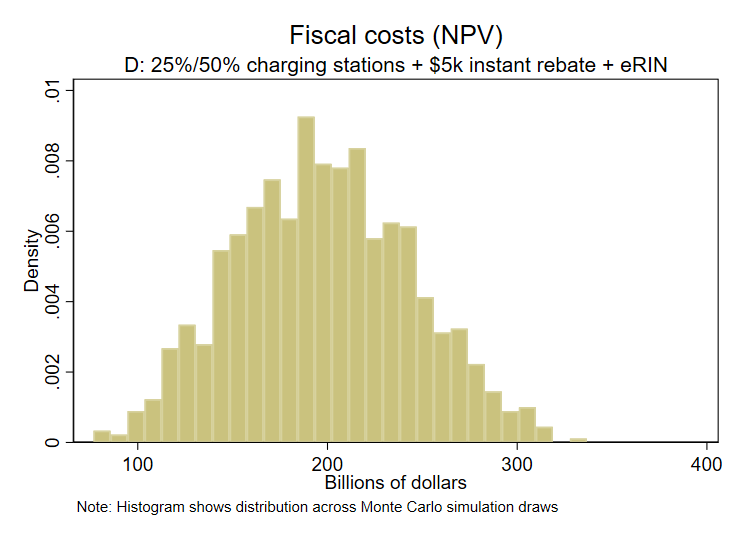 Fiscal costs (NPV)
D: 25%/50% charging stations + $5k instant rebate + eRIN
Density
.01
.008
.006
.004
.002
0
100
200
300
400
Billions of dollars
Note: Histogram shows distribution across Monte Carlo simulation draws